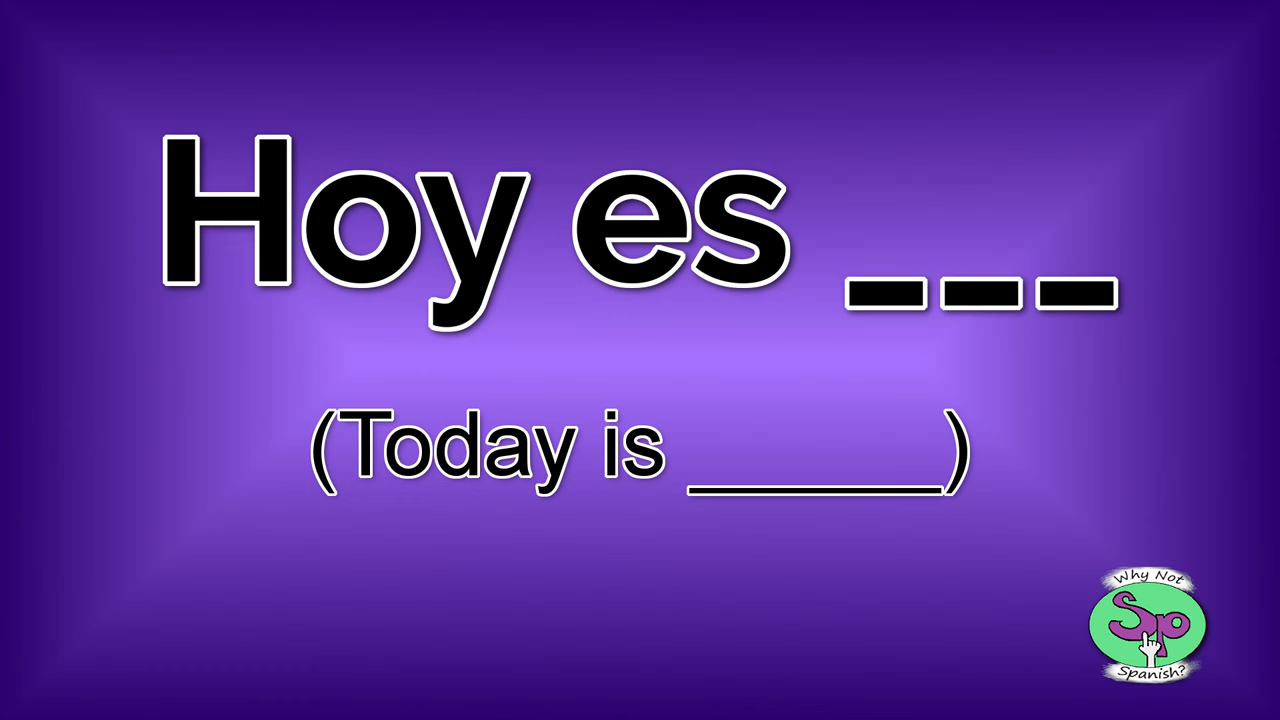 Hoy es ___
(Today is ______)
Why Not
Sp
Spanish?